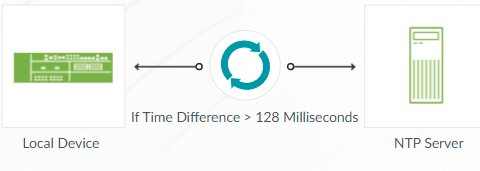 If Time Difference > 128 Milliseconds
Local Device
NTP Server